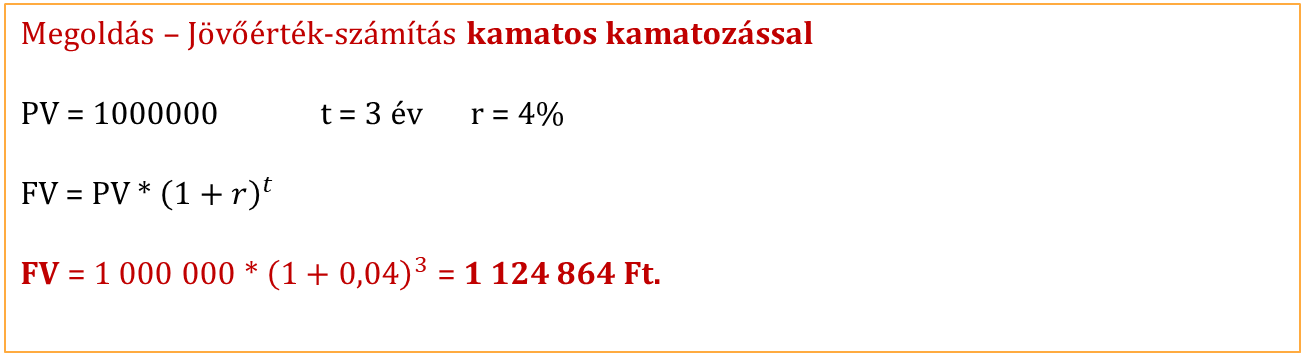 Megoldás – Jövőérték-számítás kamatos kamatozással
PV = 1000000 t = 3 év r = 4%
FV = PV * (1 + r)^t
FV = 1 000 000 * (1 + 0,04)^3 = 1 124 864 Ft.